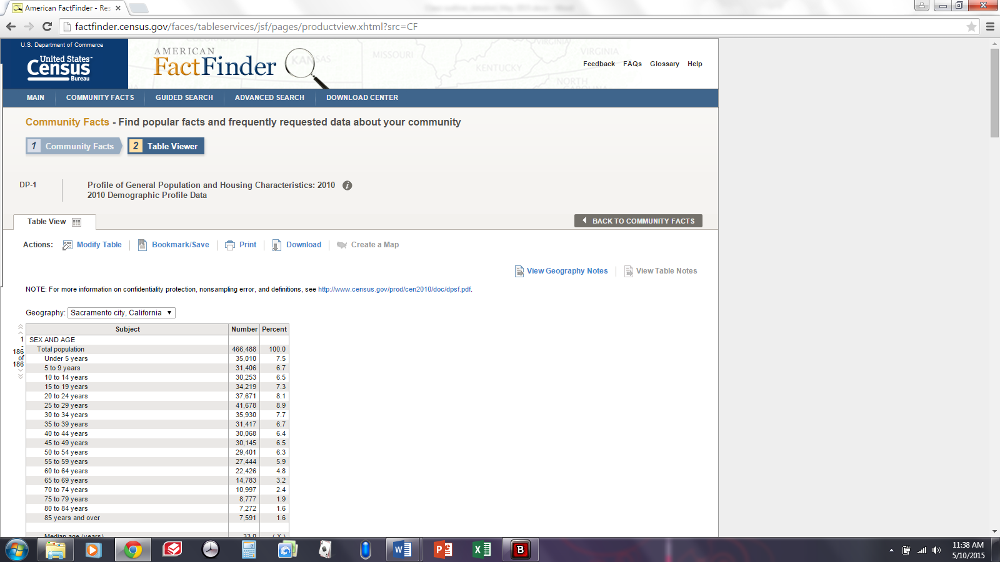 American FactFinder - Res
factfinder.census.gov/faces/tableservices/jsf/pages/productview.xhtml?src=CF
U.S. Department of Commerce
United States™
Census
Bureau
AMERICAN
FactFinder
COLORADO
KANSAS
MISSOURI
KENTUCKY
VIRGINIA
VIRGINIA
NORTH
CAROLINA
Feedback FAQs Glossary Help
MAIN COMMUNITY FACTS GUIDED SEARCH ADVANCED SEARCH DOWNLOAD CENTER
Community Facts - Find popular facts and frequently requested data about your community
1 Community Facts 2 Table Viewer
DP-1 Profile of General Population and Housing Characteristics: 2010 i
2010 Demographic Profile Data
Table View
BACK TO COMMUNITY FACTS
Actions: Modify Table Bookmark/Save Print Download Create a Map
View Geography Notes View Table Notes
NOTE: For more information on confidentiality protection, nonsampling error, and definitions, see http://www.census.gov/prod/cen2010/doc/dpsf.pdf.
Geography: Sacramento city, California
1 - 186 of 186
Subject Number Percent
SEX AND AGE
Total population 466,488 100.0
Under 5 years 35,010 7.5
5 to 9 years 31,406 6.7
10 to 14 years 30,253 6.5
15 to 19 years 34,219 7.3
20 to 24 years 37,671 8.1
25 to 29 years 41,678 8.9
30 to 34 years 35,930 7.7
35 to 39 years 31,417 6.7
40 to 44 years 30,068 6.4
45 to 49 years 30,145 6.5
50 to 54 years 29,401 6.3
55 to 59 years 27,444 5.9
60 to 64 years 22,426 4.8
65 to 69 years 14,783 3.2
70 to 74 years 10,997 2.4
75 to 79 years 8,777 1.9
80 to 84 years 7,272 1.6
85 years and over 7,591 1.6
Median age (years) 33.0 ( X )
11:38 AM
5/10/2015